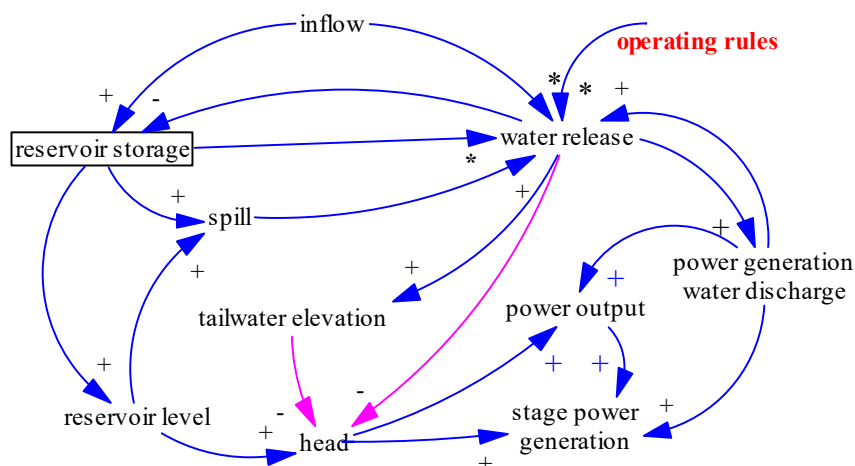 inflow
operating rules
+
-
*
*
+
reservoir storage
water release
*
+
+
spill
+
+
+
power generation
water discharge
+
tailwater elevation
power output
+
+
+
reservoir level
-
-
+
+
head
stage power
generation
+